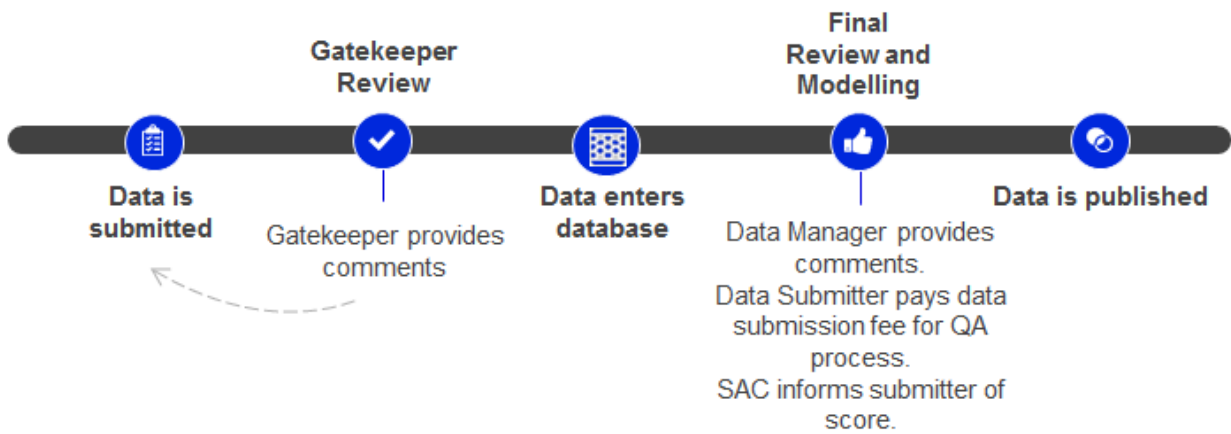 Gatekeeper
Review
Final
Review and
Modelling
Data is
submitted
Gatekeeper provides
comments
Data enters
database
Data Manager provides
comments.
Data Submitter pays data
submission fee for QA
process.
SAC informs submitter of
score.
Data is published